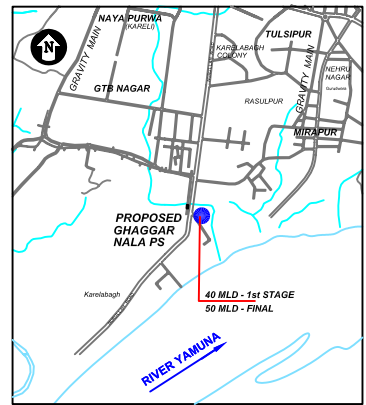 NAYA PURWA
(KARELI)
TULSIPUR
N
GRAVITY MAIN
KARELABAGH
COLONY
GRAVITY MAIN
NEHRU
NAGAR
GTB NAGAR
RASULPUR
Gurudwara
MIRAPUR
PROPOSED
GHAGGAR
NALA PS
Karelabagh
40 MLD - 1st STAGE
50 MLD - FINAL
RIVER YAMUNA